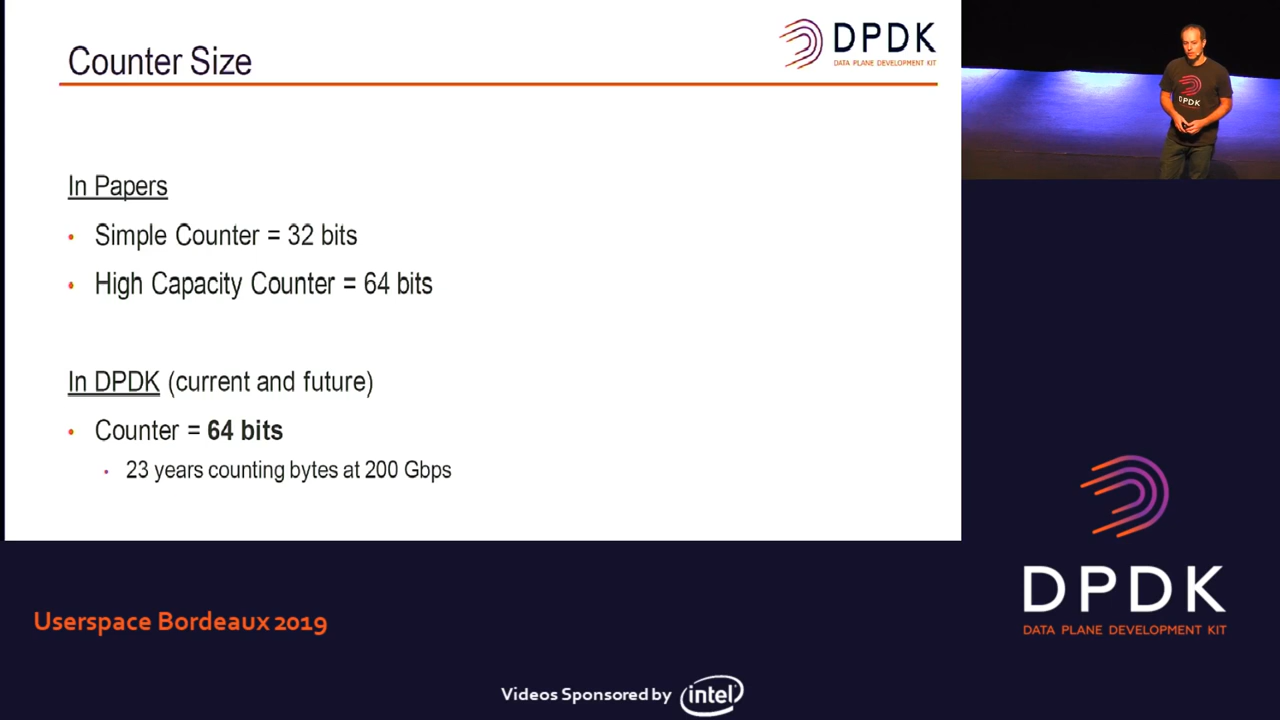 Counter Size
DPDK
DATA PLANE DEVELOPMENT KIT
In Papers
• Simple Counter = 32 bits
• High Capacity Counter = 64 bits
In DPDK (current and future)
• Counter = 64 bits
• 23 years counting bytes at 200 Gbps
DPDK
DPDK
DATA PLANE DEVELOPMENT KIT
Userspace Bordeaux 2019
Videos Sponsored by intel